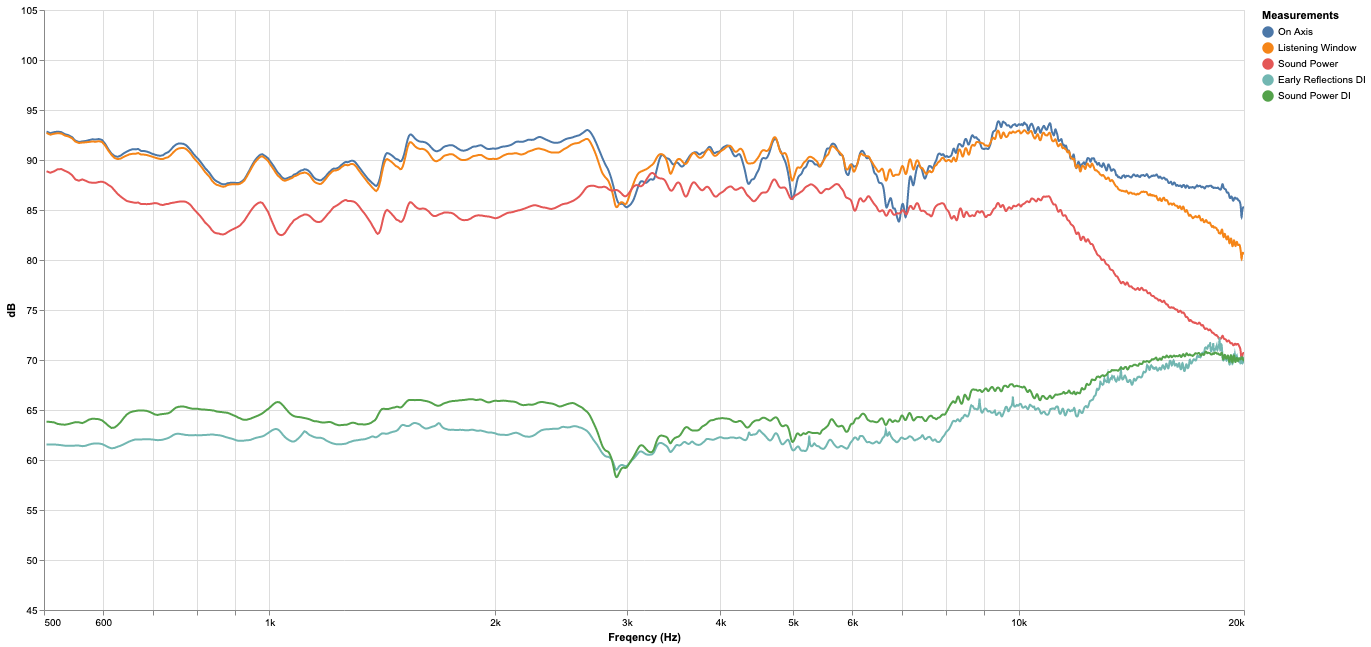 105
100
95
90
85
80
75
70
65
60
55
50
45
dB
500 600 1k 2k 3k 4k 5k 6k 10k 20k
Freqency (Hz)
Measurements
On Axis
Listening Window
Sound Power
Early Reflections DI
Sound Power DI